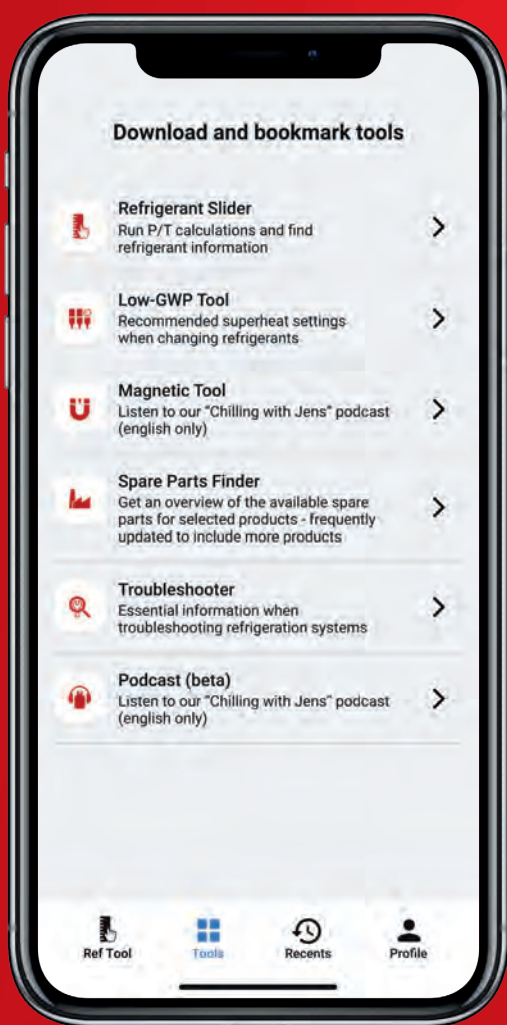 Download and bookmark tools
Refrigerant Slider
Run P/T calculations and find
refrigerant information
Low-GWP Tool
Recommended superheat settings
when changing refrigerants
Magnetic Tool
Listen to our "Chilling with Jens" podcast
(english only)
Spare Parts Finder
Get an overview of the available spare
parts for selected products - frequently
updated to include more products
Troubleshooter
Essential information when
troubleshooting refrigeration systems
Podcast (beta)
Listen to our "Chilling with Jens" podcast
(english only)
Ref Tool
Tools
Recents
Profile